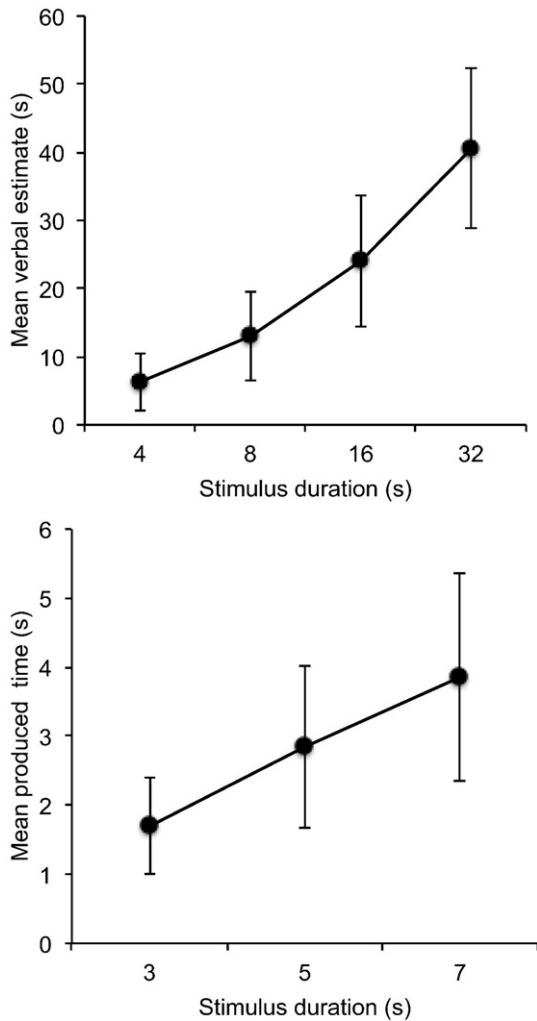 60
50
40
30
20
10
0
Mean verbal estimate (s)
4 8 16 32
Stimulus duration (s)
6
5
4
3
2
1
0
Mean produced time (s)
3 5 7
Stimulus duration (s)